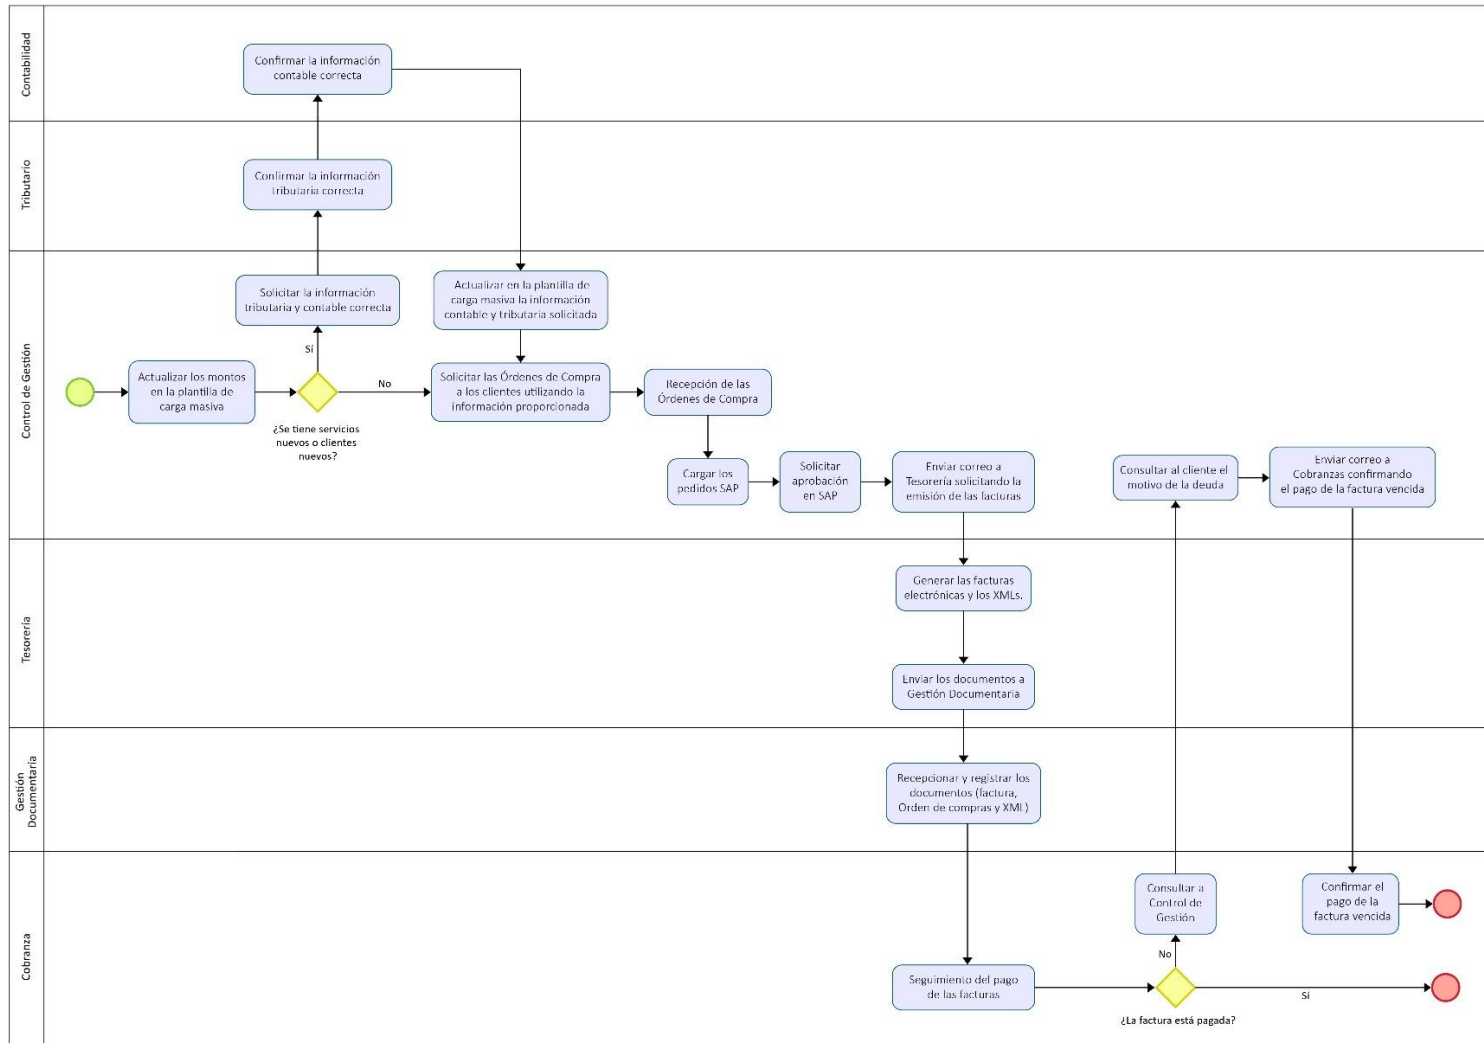 Contabilidad
Confirmar la información
contable correcta
Tributario
Confirmar la información
tributaria correcta
Control de Gestión
Solicitar la información
tributaria y contable correcta
Actualizar en la plantilla de
carga masiva la información
contable y tributaria solicitada
Sí
Actualizar los montos
en la plantilla de
carga masiva
No
¿Se tiene servicios
nuevos o clientes
nuevos?
Solicitar las Órdenes de Compra
a los clientes utilizando la
información proporcionada
Recepción de las
Órdenes de Compra
Cargar los
pedidos SAP
Solicitar
aprobación
en SAP
Enviar correo a
Tesorería solicitando la
emisión de las facturas
Consultar al cliente el
motivo de la deuda
Enviar correo a
Cobranzas confirmando
el pago de la factura vencida
Tesorería
Generar las facturas
electrónicas y los XMLs.
Enviar los documentos a
Gestión Documentaria
Gestión
Documentaría
Recepcionar y registrar los
documentos (factura,
Orden de compras y XML)
Cobranza
Consultar a
Control de
Gestión
Confirmar el
pago de la
factura vencida
No
Seguimiento del pago
de las facturas
Sí
¿La factura está pagada?